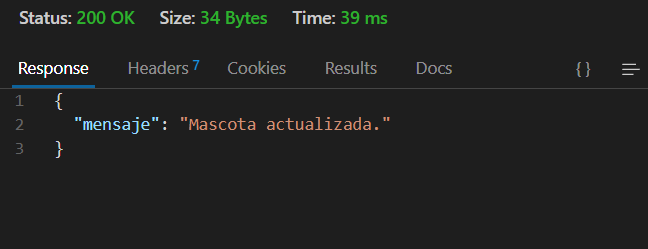 Status: 200 OK Size: 34 Bytes Time: 39 ms
Response Headers 7 Cookies Results Docs { }
1 {
2 "mensaje": "Mascota actualizada."
3 }